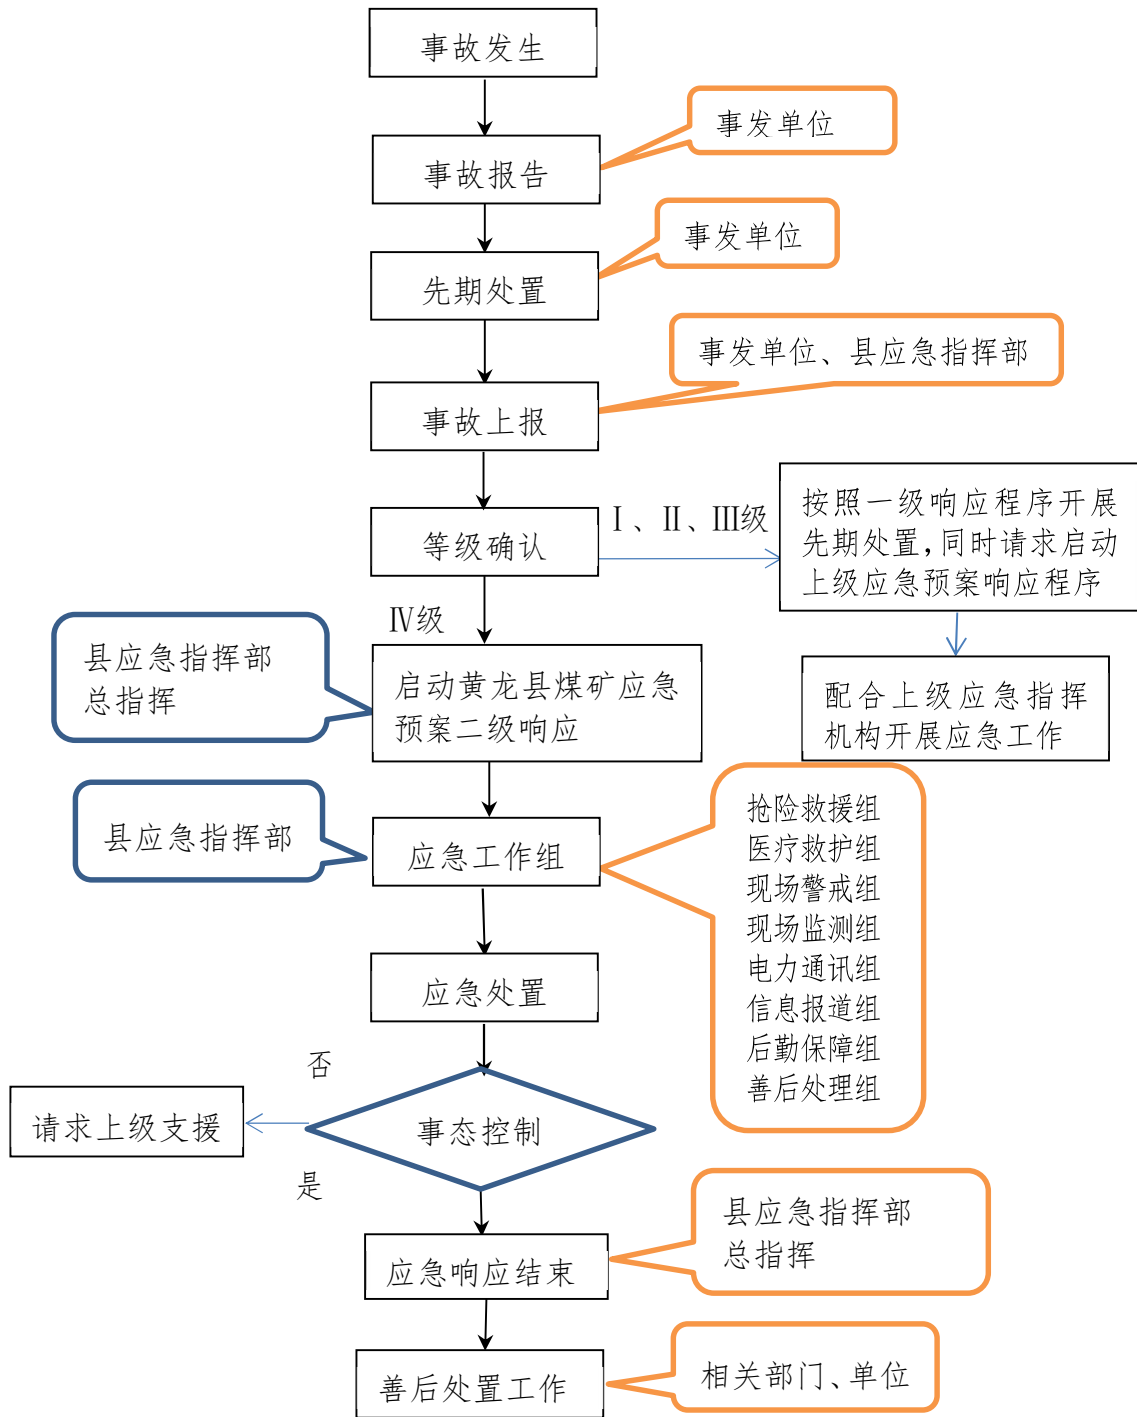 事故发生
事发单位
事故报告
事发单位
先期处置
事发单位、县应急指挥部
事故上报
Ⅰ、Ⅱ、Ⅲ级
等级确认
按照一级响应程序开展
先期处置,同时请求启动
上级应急预案响应程序
Ⅳ级
县应急指挥部
总指挥
启动黄龙县煤矿应急
预案二级响应
配合上级应急指挥
机构开展应急工作
县应急指挥部
应急工作组
抢险救援组
医疗救护组
现场警戒组
现场监测组
电力通讯组
信息报道组
后勤保障组
善后处理组
应急处置
否
请求上级支援
事态控制
是
县应急指挥部
总指挥
应急响应结束
相关部门、单位
善后处置工作